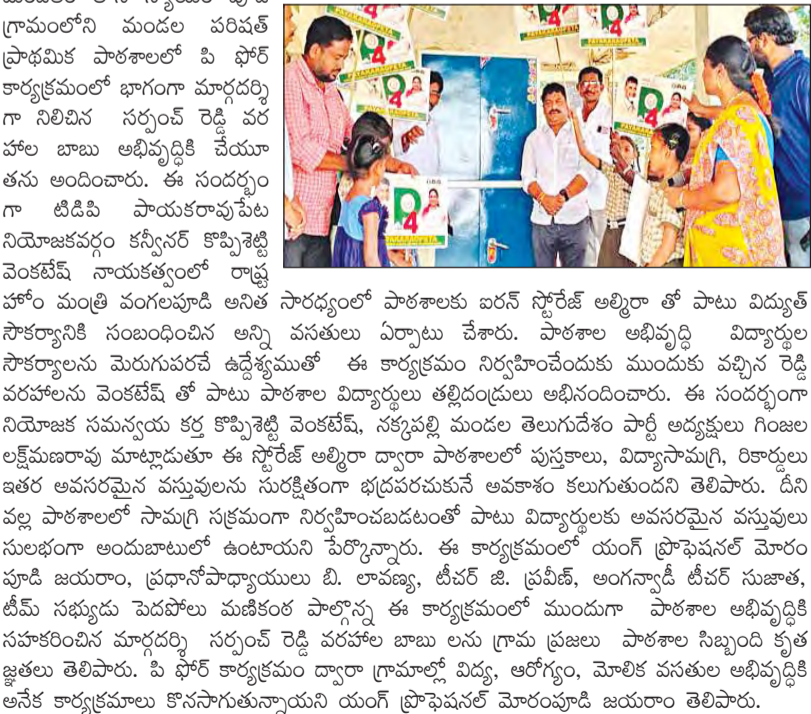 గ్రామంలోని మండల పరిషత్
ప్రాథమిక పాఠశాలలో పి ఫోర్
కార్యక్రమంలో భాగంగా మార్గదర్శి
గా నిలిచిన సర్పంచ్ రెడ్డి వర
హాల బాబు అభివృద్ధికి చేయూ
తను అందించారు. ఈ సందర్భం
గా టిడిపి పాయకరావుపేట
నియోజకవర్గం కన్వీనర్ కొప్పిశెట్టి
వెంకటేష్ నాయకత్వంలో రాష్ట్ర
హోం మంత్రి వంగలపూడి అనిత సారధ్యంలో పాఠశాలకు ఐరన్ స్టోరేజ్ అల్మిరా తో పాటు విద్యుత్
సౌకర్యానికి సంబంధించిన అన్ని వసతులు ఏర్పాటు చేశారు. పాఠశాల అభివృద్ధి విద్యార్థుల
సౌకర్యాలను మెరుగుపరచే ఉద్దేశ్యముతో ఈ కార్యక్రమం నిర్వహించేందుకు ముందుకు వచ్చిన రెడ్డి
వరహాలను వెంకటేష్ తో పాటు పాఠశాల విద్యార్థులు తల్లిదండ్రులు అభినందించారు. ఈ సందర్భంగా
నియోజక సమన్వయ కర్త కొప్పిశెట్టి వెంకటేష్, నక్కపల్లి మండల తెలుగుదేశం పార్టీ అధ్యక్షులు గింజల
లక్ష్మణరావు మాట్లాడుతూ ఈ స్టోరేజ్ అల్మిరా ద్వారా పాఠశాలలో పుస్తకాలు, విద్యాసామగ్రి, రికార్డులు
ఇతర అవసరమైన వస్తువులను సురక్షితంగా భద్రపరచుకునే అవకాశం కలుగుతుందని తెలిపారు. దీని
వల్ల పాఠశాలలో సామగ్రి సక్రమంగా నిర్వహించబడటంతో పాటు విద్యార్థులకు అవసరమైన వస్తువులు
సులభంగా అందుబాటులో ఉంటాయని పేర్కొన్నారు. ఈ కార్యక్రమంలో యంగ్ ప్రొఫెషనల్ మోరం
పూడి జయరాం, ప్రధానోపాధ్యాయులు బి. లావణ్య, టీచర్ జి. ప్రవీణ్, అంగన్వాడీ టీచర్ సుజాత,
టీమ్ సభ్యుడు పెదపోలు మణికంఠ పాల్గొన్న ఈ కార్యక్రమంలో ముందుగా పాఠశాల అభివృద్ధికి
సహకరించిన మార్గదర్శి సర్పంచ్ రెడ్డి వరహాల బాబు లను గ్రామ ప్రజలు పాఠశాల సిబ్బంది కృత
జ్ఞతలు తెలిపారు. పి ఫోర్ కార్యక్రమం ద్వారా గ్రామాల్లో విద్య, ఆరోగ్యం, మోలిక వసతుల అభివృద్ధికి
అనేక కార్యక్రమాలు కొనసాగుతున్నాయని యంగ్ ప్రొఫెషనల్ మోరంపూడి జయరాం తెలిపారు.
P4
PAYAKARAOPETA